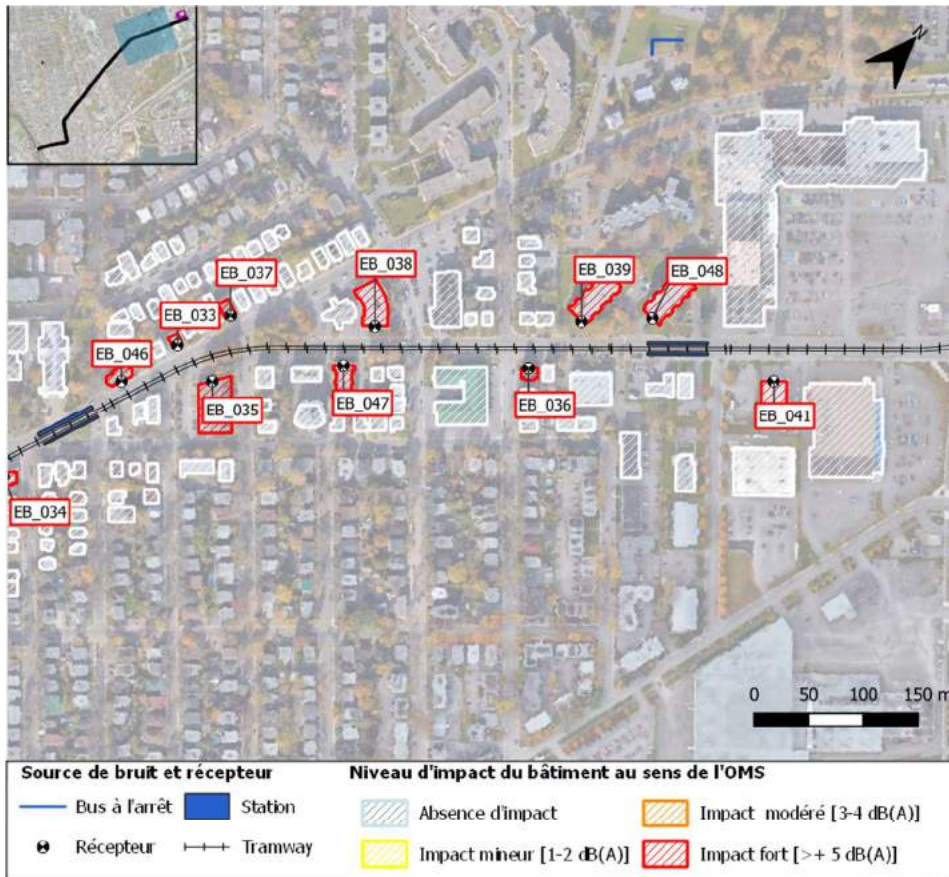 N
EB_037
EB_038
EB_039
EB_048
EB_033
EB_046
EB_035
EB_047
EB_036
EB_041
EB_034
0 50 100 150 m
Source de bruit et récepteur
Niveau d'impact du bâtiment au sens de l'OMS
Bus à l'arrêt
Station
Absence d'impact
Impact modéré [3-4 dB(A)]
Récepteur
Tramway
Impact mineur [1-2 dB(A)]
Impact fort [>+ 5 dB(A)]